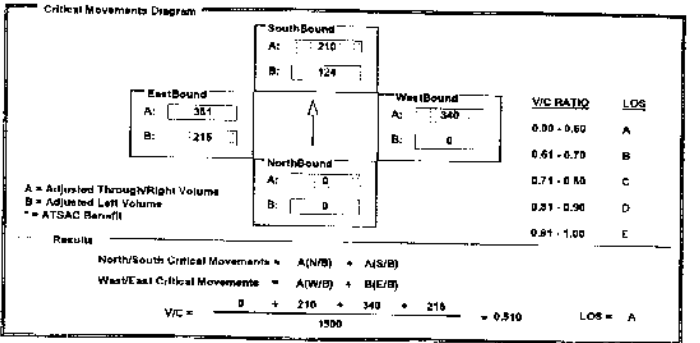 Critical Movements Diagram
SouthBound
A: 210
B: 124
EastBound
A: 351
B: 216
WestBound
A: 340
B: 0
NorthBound
A: 0
B: 0
V/C RATIO LOS
0.00 - 0.60 A
0.61 - 0.70 B
0.71 - 0.80 C
0.81 - 0.90 D
0.91 - 1.00 E
A = Adjusted Through/Right Volume
B = Adjusted Left Volume
* = ATSAC Benefit
Results
North/South Critical Movements = A(N/B) + A(S/B)
West/East Critical Movements = A(W/B) + B(E/B)
V/C = 0 + 210 + 340 + 216
1500
= 0.510 LOS = A